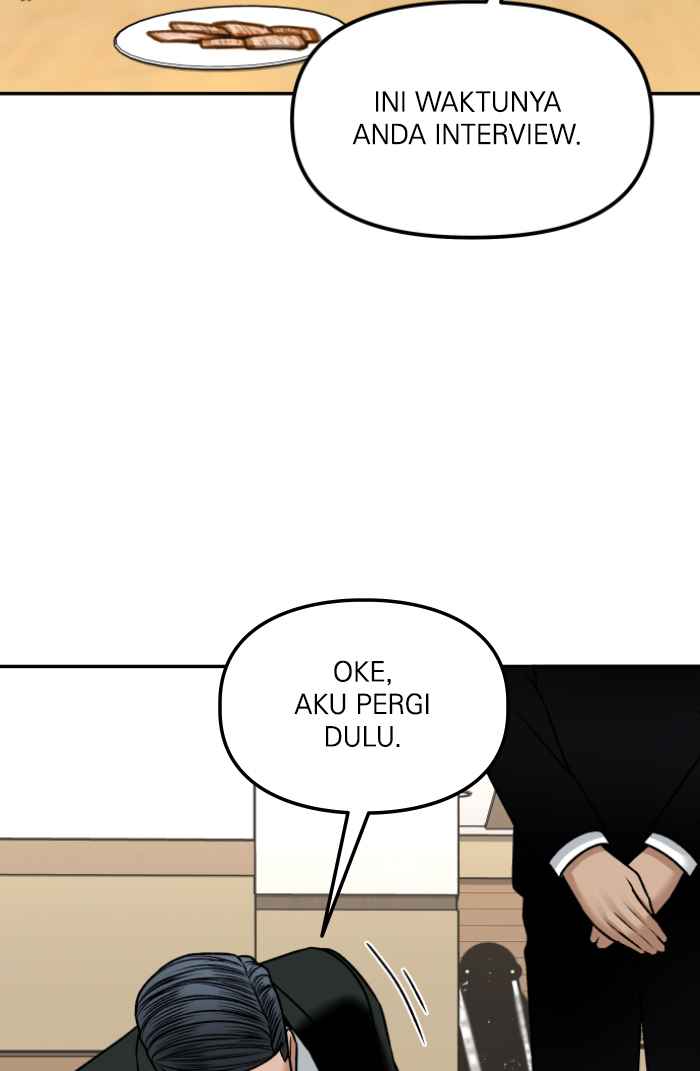 INI WAKTUNYA
ANDA INTERVIEW.
OKE,
AKU PERGI
DULU.